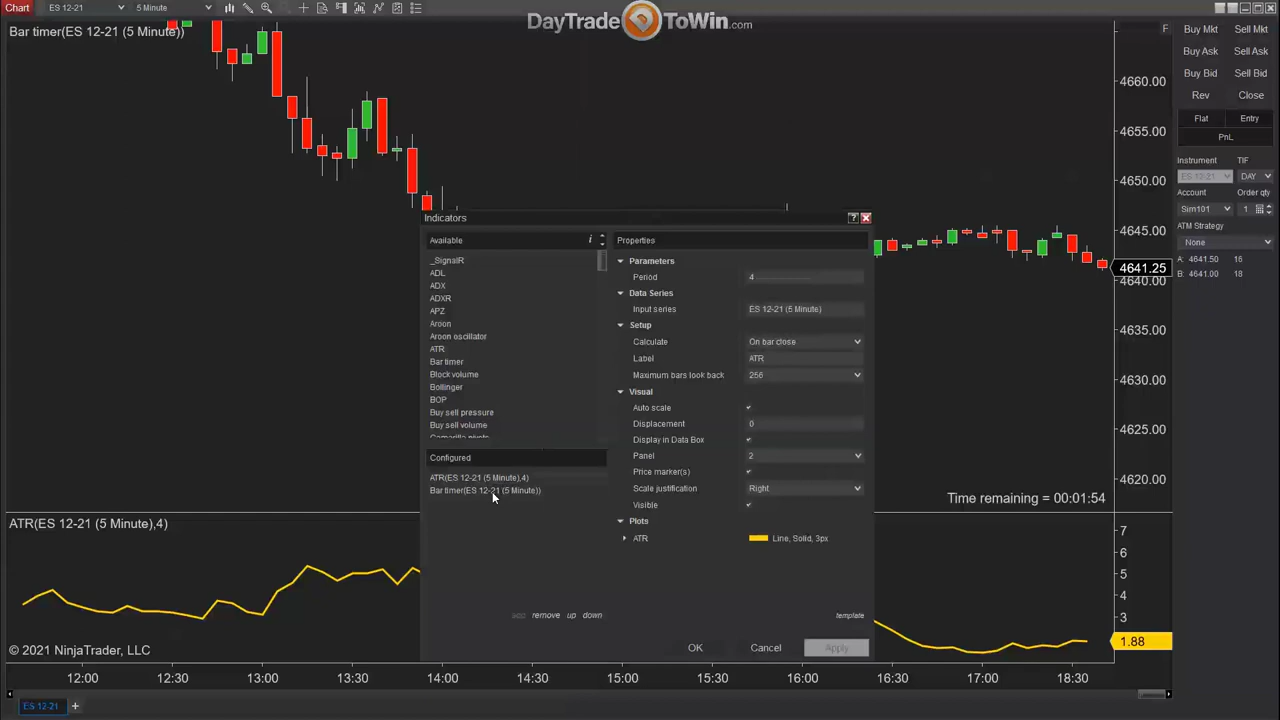 Chart ES 12-21 5 Minute
DayTradeToWin.com
Bar timer(ES 12-21 (5 Minute))
F
Buy Mkt Sell Mkt
Buy Ask Sell Ask
Buy Bid Sell Bid
Rev Close
Flat Entry
PnL
Instrument TIF
ES 12-21 DAY
Account Order qty
Sim101 1
ATM Strategy
None
A: 4641.50 16
B: 4641.00 18
4660.00
4655.00
4650.00
4645.00
4641.25
4640.00
4635.00
4630.00
4625.00
4620.00
Indicators ?
Available i
_SignalR
ADL
ADX
ADXR
APZ
Aroon
Aroon oscillator
ATR
Bar timer
Block volume
Bollinger
BOP
Buy sell pressure
Buy sell volume
Camarilla pivots
Configured
ATR(ES 12-21 (5 Minute),4)
Bar timer(ES 12-21 (5 Minute))
remove up down
Properties
Parameters
Period 4
Data Series
Input series ES 12-21 (5 Minute)
Setup
Calculate On bar close
Label ATR
Maximum bars look back 256
Visual
Auto scale
Displacement 0
Display in Data Box
Panel 2
Price marker(s)
Scale justification Right
Visible
Plots
ATR Line, Solid, 3px
template
OK Cancel Apply
Time remaining = 00:01:54
ATR(ES 12-21 (5 Minute),4)
7
6
5
4
3
1.88
© 2021 NinjaTrader, LLC
12:00 12:30 13:00 13:30 14:00 14:30 15:00 15:30 16:00 16:30 17:00 18:30
ES 12-21 +